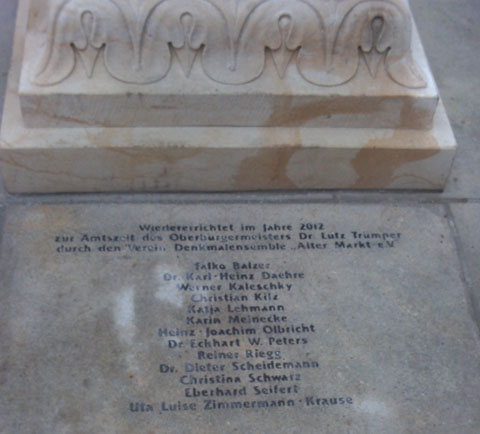 Wiedererrichtet im Jahre 2012
zur Amtszeit des Oberbürgermeisters Dr. Lutz Trümper
durch den Verein Denkmalensemble „Alter Markt e.V."
Falko Balzer
Dr. Karl-Heinz Daehre
Werner Kaleschky
Christian Kilz
Katja Lehmann
Karin Meinecke
Heinz-Joachim Olbricht
Dr. Eckhart W. Peters
Reiner Riegg
Dr. Dieter Scheidemann
Christina Schwarz
Eberhard Seifert
Uta Luise Zimmermann-Krause